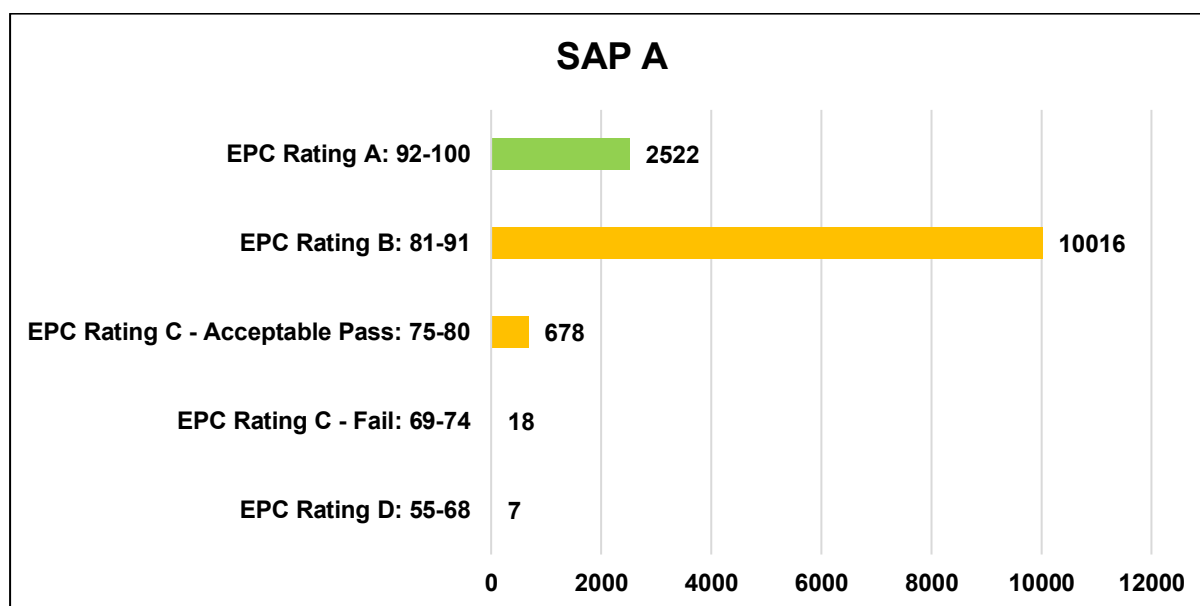 SAP A
EPC Rating A: 92-100 2522
EPC Rating B: 81-91 10016
EPC Rating C - Acceptable Pass: 75-80 678
EPC Rating C - Fail: 69-74 18
EPC Rating D: 55-68 7
0 2000 4000 6000 8000 10000 12000